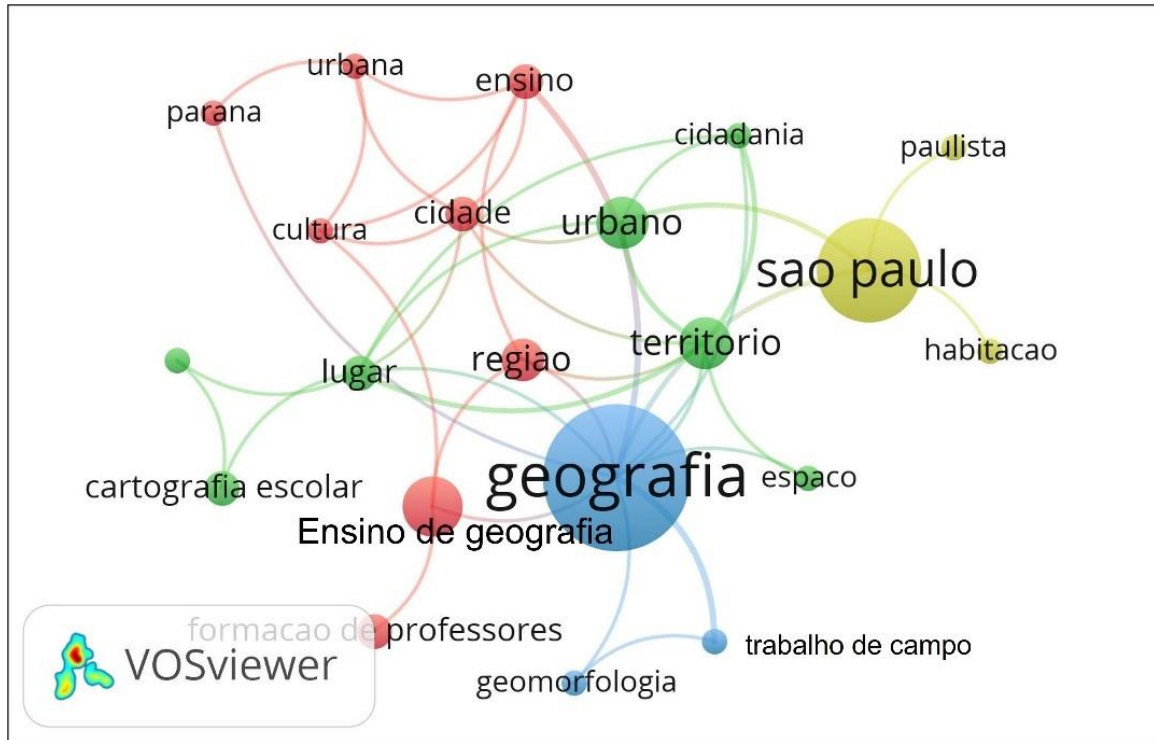 urbana
ensino
parana
cidadania
paulista
cultura
cidade
urbano
sao paulo
lugar
regiao
territorio
habitacao
cartografia escolar
geografia
espaco
Ensino de geografia
formacao de professores
trabalho de campo
VOSviewer
geomorfologia